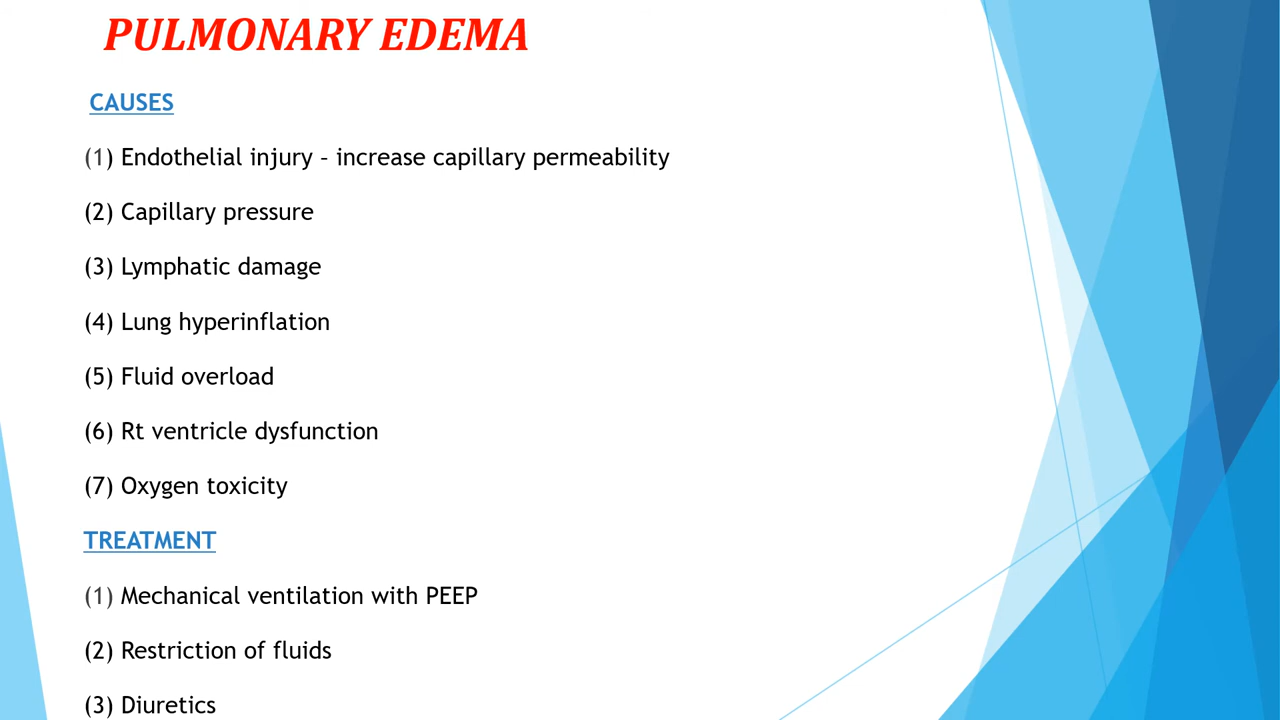 PULMONARY EDEMA
CAUSES
(1) Endothelial injury – increase capillary permeability
(2) Capillary pressure
(3) Lymphatic damage
(4) Lung hyperinflation
(5) Fluid overload
(6) Rt ventricle dysfunction
(7) Oxygen toxicity
TREATMENT
(1) Mechanical ventilation with PEEP
(2) Restriction of fluids
(3) Diuretics